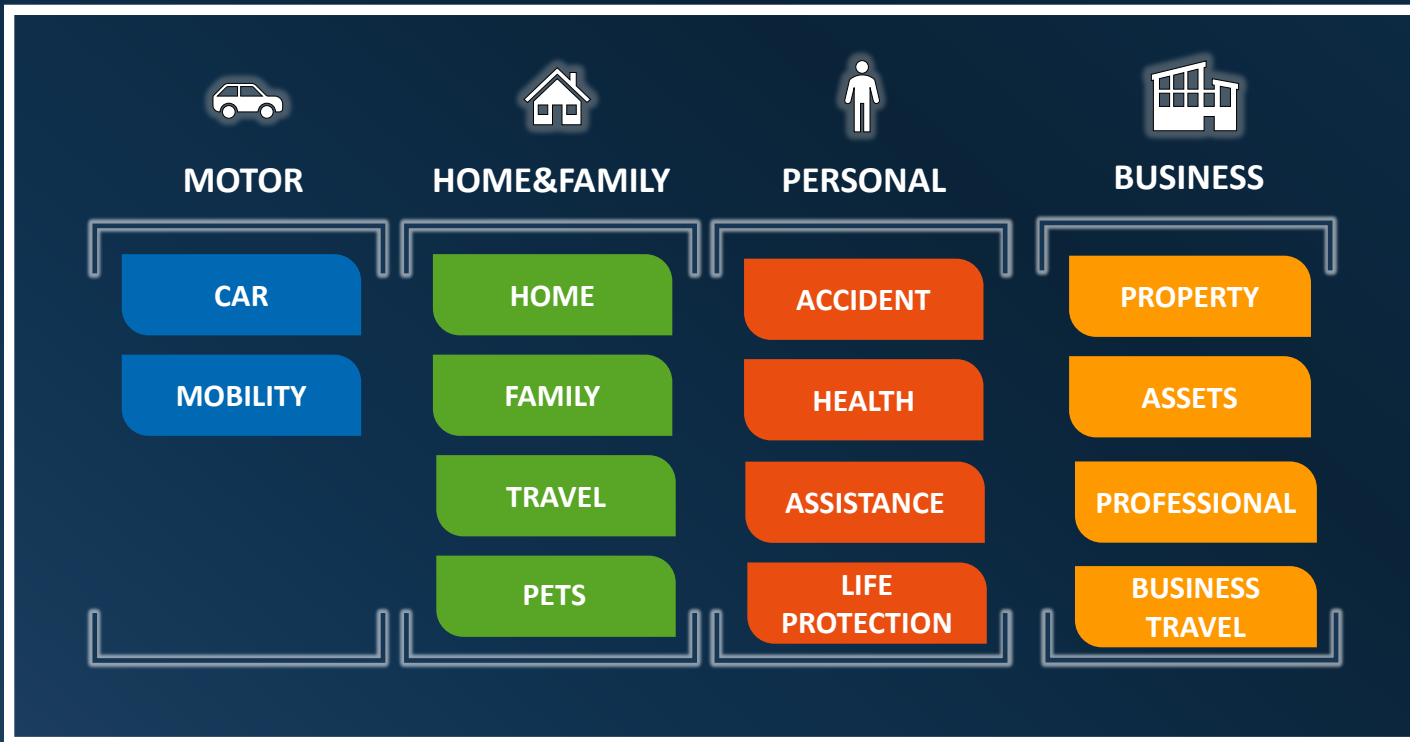 MOTOR
HOME&FAMILY
PERSONAL
BUSINESS
CAR
MOBILITY
HOME
FAMILY
TRAVEL
PETS
ACCIDENT
HEALTH
ASSISTANCE
LIFE
PROTECTION
PROPERTY
ASSETS
PROFESSIONAL
BUSINESS
TRAVEL